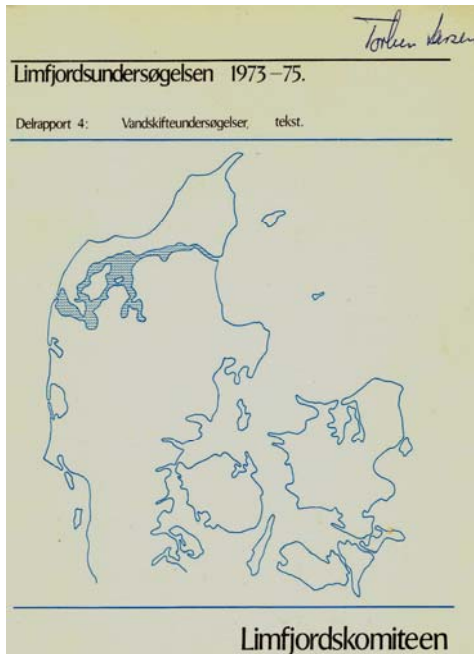 Torben Larsen
Limfjordsundersøgelsen 1973–75.
Delrapport 4: Vandskifteundersøgelser, tekst.
Limfjordskomiteen